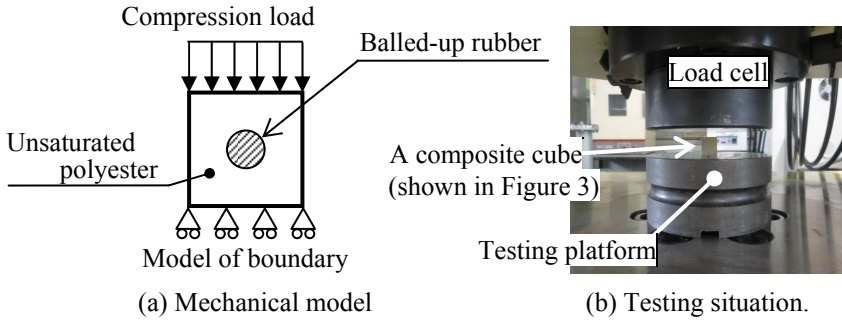 Compression load
Balled-up rubber
Unsaturated
polyester
Model of boundary
(a) Mechanical model
Load cell
A composite cube
(shown in Figure 3)
Testing platform
(b) Testing situation.